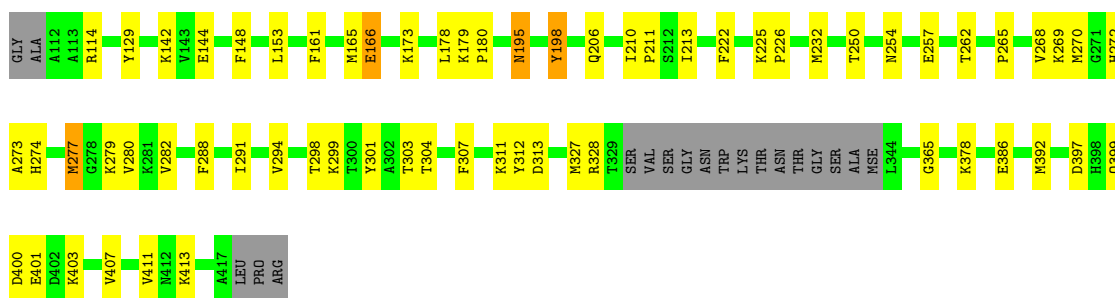 GLY ALA A112 A113 R114 Y129 K142 V143 E144 F148 L153 F161 M165 E166 K173 L178 K179 P180 N195 Y198 Q206 I210 P211 S212 I213 F222 K225 P226 M232 T250 N254 E257 T262 P265 V268 K269 M270 G271 H272
A273 H274 M277 G278 K279 V280 K281 V282 F288 I291 V294 T298 K299 T300 Y301 A302 T303 T304 F307 K311 Y312 D313 M327 R328 T329 SER VAL SER GLY ASN TRP LYS THR ASN THR THR GLY SER ALA MSE L344 G365 K378 E386 M392 D397 H398
D400 E401 D402 K403 V407 V411 N412 K413 A417 LEU PRO ARG